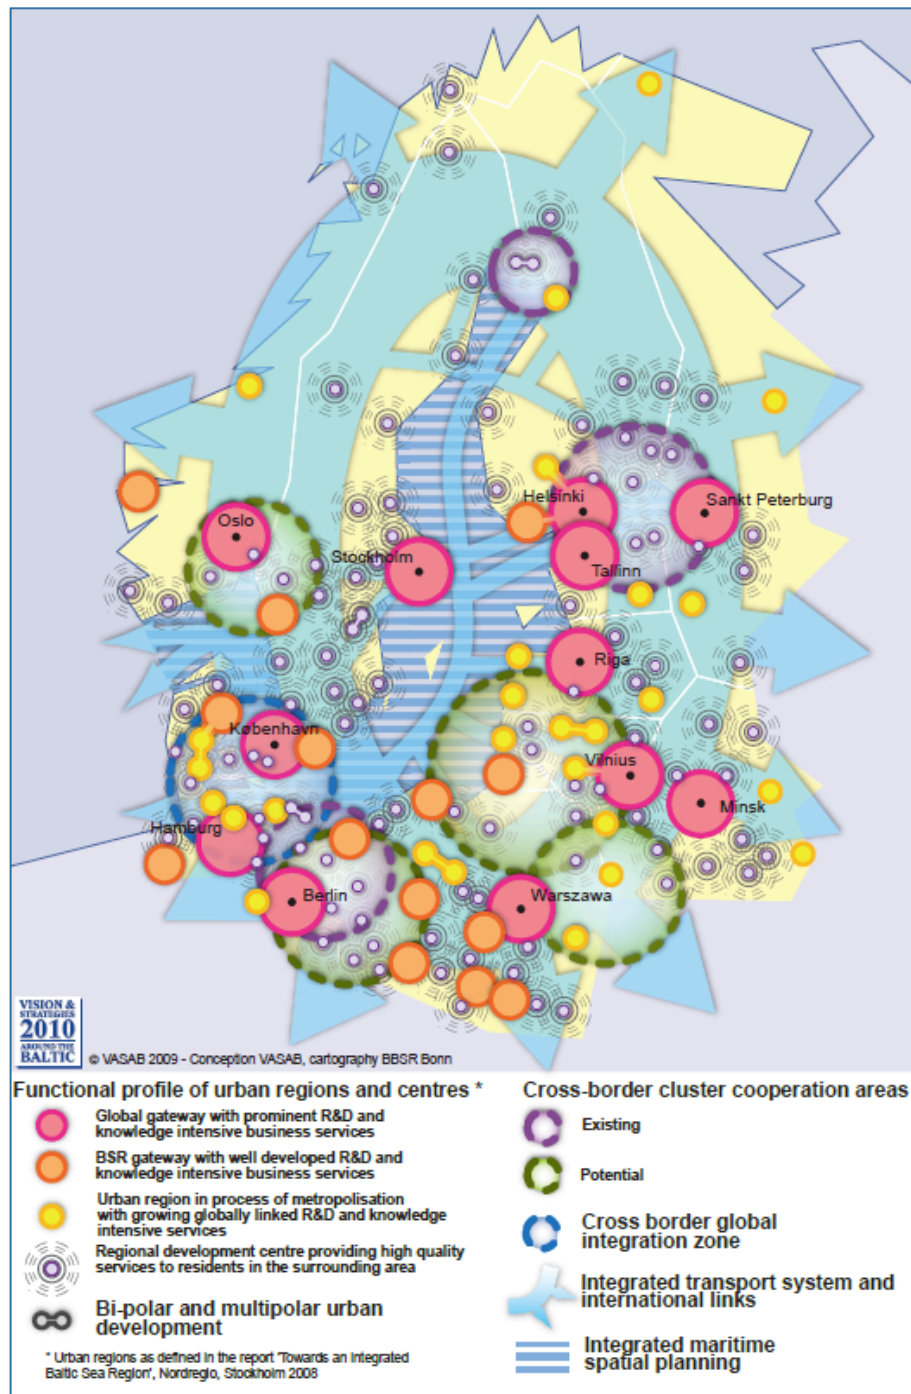 Helsinki
Sankt Peterburg
Oslo
Stockholm
Tallinn
Riga
København
Vilnius
Minsk
Hamburg
Berlin
Warszawa
VISION &
STRATEGIES
2010
AROUND THE
BALTIC
© VASAB 2009 - Conception VASAB, cartography BBSR Bonn
Functional profile of urban regions and centres *
Global gateway with prominent R&D and
knowledge intensive business services
BSR gateway with well developed R&D and
knowledge intensive business services
Urban region in process of metropolisation
with growing globally linked R&D and knowledge
intensive services
Regional development centre providing high quality
services to residents in the surrounding area
Bi-polar and multipolar urban
development
* Urban regions as defined in the report 'Towards an Integrated
Baltic Sea Region', Nordregio, Stockholm 2008
Cross-border cluster cooperation areas
Existing
Potential
Cross border global
integration zone
Integrated transport system and
international links
Integrated maritime
spatial planning